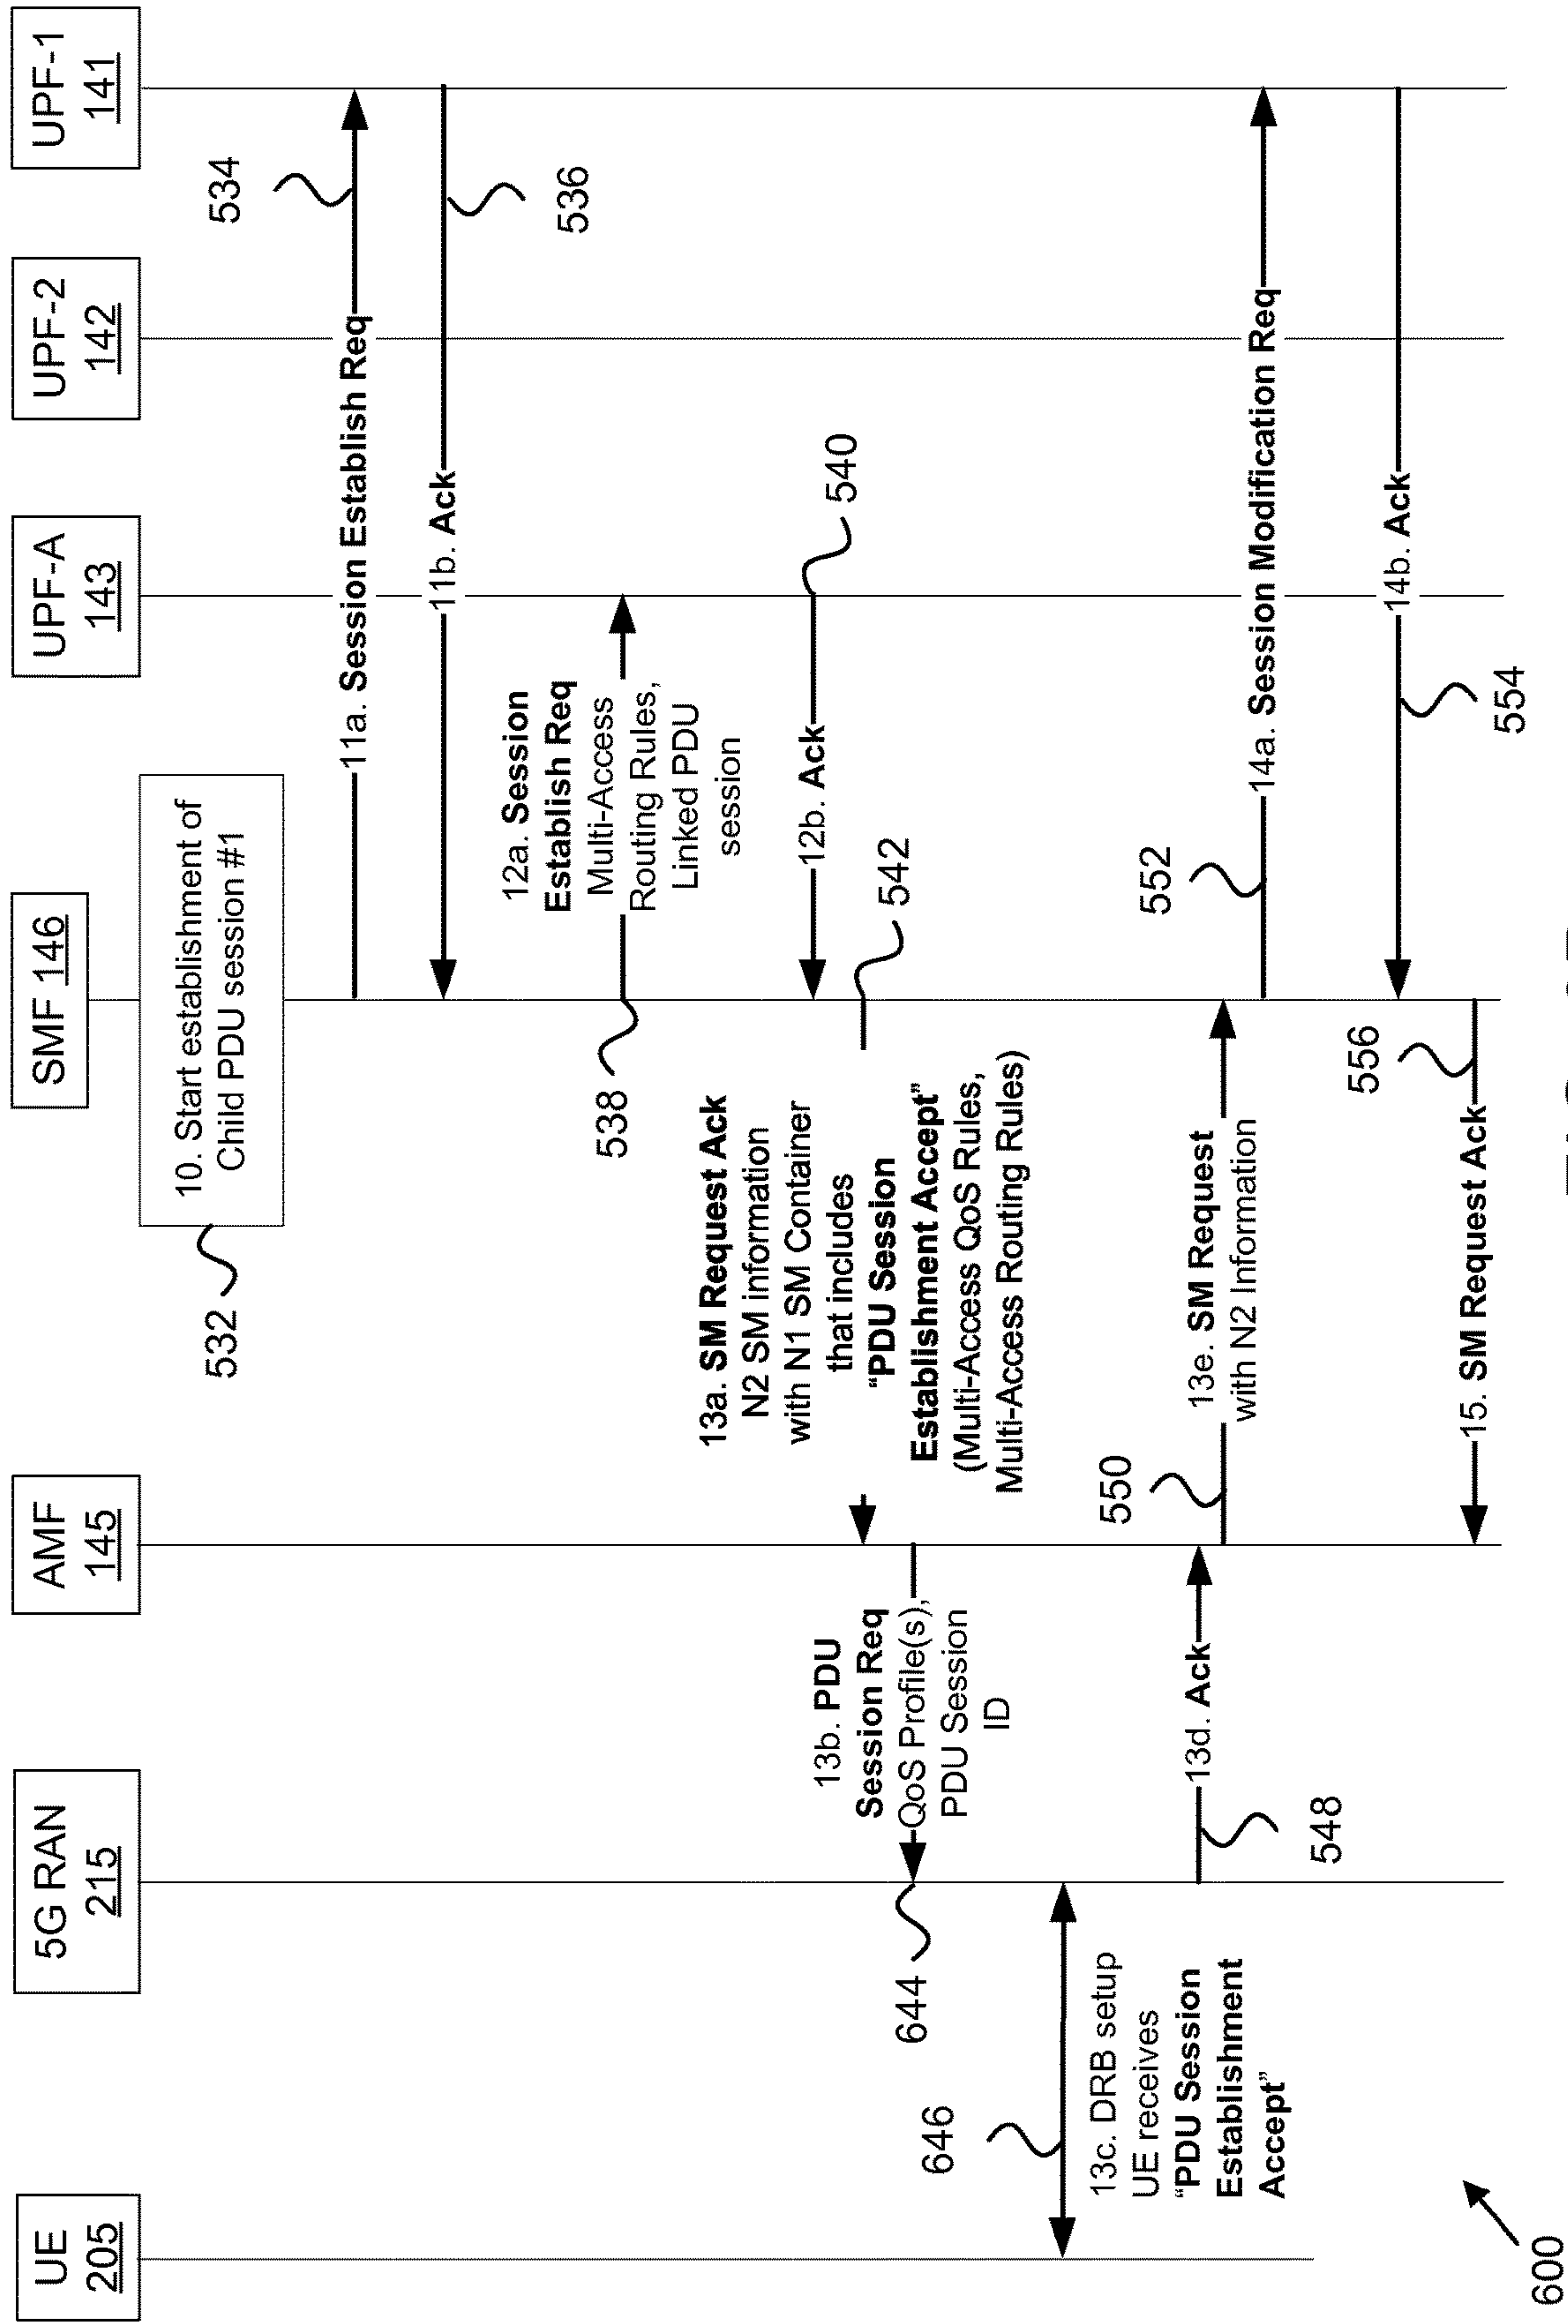 UE
205
5G RAN
215
AMF
145
SMF 146
UPF-A
143
UPF-2
142
UPF-1
141
10. Start establishment of
Child PDU session #1
532
11a. Session Establish Req
534
11b. Ack
536
12a. Session
Establish Req
Multi-Access
Routing Rules,
Linked PDU
session
538
12b. Ack
540
13a. SM Request Ack
N2 SM information
with N1 SM Container
that includes
“PDU Session
Establishment Accept”
(Multi-Access QoS Rules,
Multi-Access Routing Rules)
542
13b. PDU
Session Req
QoS Profile(s),
PDU Session
ID
644
646
13c. DRB setup
UE receives
“PDU Session
Establishment
Accept”
13d. Ack
548
13e. SM Request
with N2 Information
550
14a. Session Modification Req
552
14b. Ack
554
15. SM Request Ack
556
600